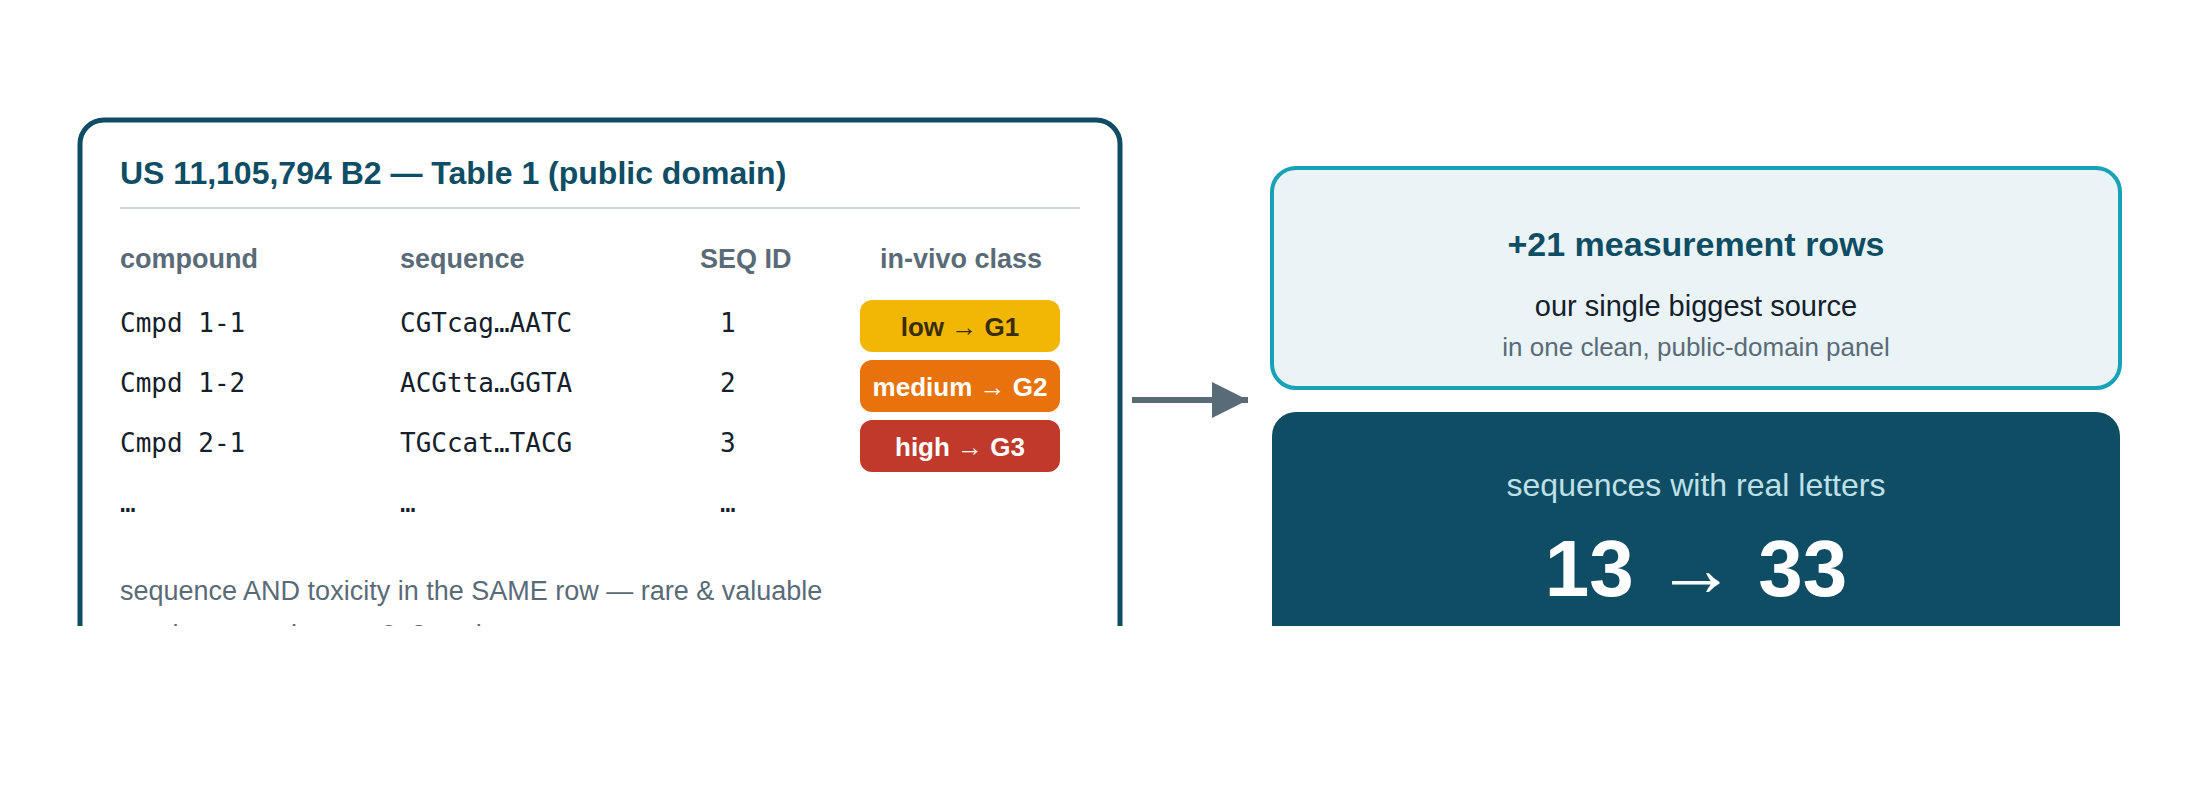 US 11,105,794 B2 — Table 1 (public domain)
compound sequence SEQ ID in-vivo class
Cmpd 1-1 CGTcag…AATC 1 low → G1
Cmpd 1-2 ACGtta…GGTA 2 medium → G2
Cmpd 2-1 TGCcat…TACG 3 high → G3
… … …
sequence AND toxicity in the SAME row — rare & valuable
+21 measurement rows
our single biggest source
in one clean, public-domain panel
sequences with real letters
13 → 33